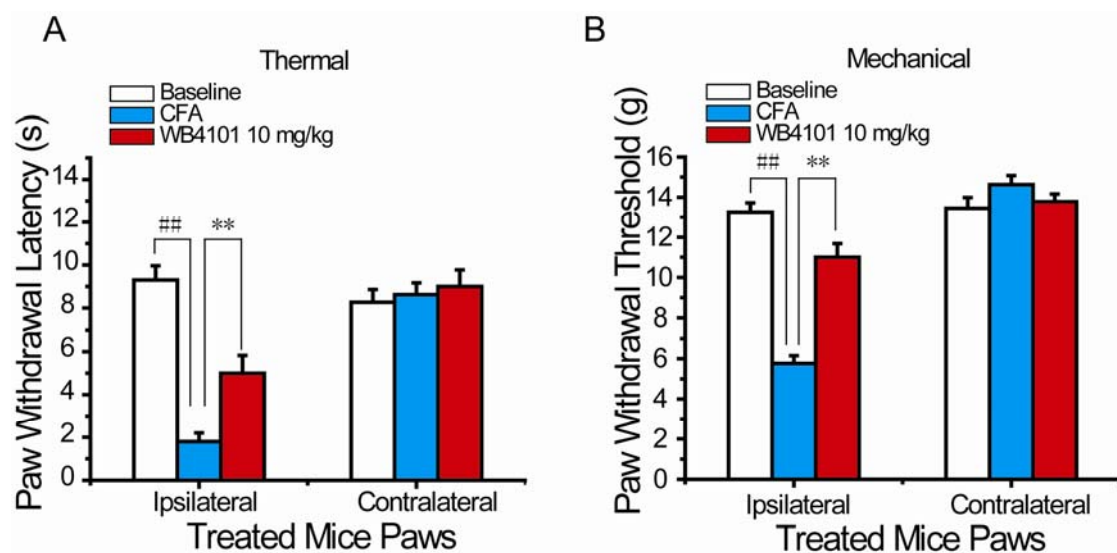 A
Thermal
Baseline
CFA
WB4101 10 mg/kg
Paw Withdrawal Latency (s)
14
12
10
8
6
4
2
0
##
**
Ipsilateral
Contralateral
Treated Mice Paws
B
Mechanical
Baseline
CFA
WB4101 10 mg/kg
Paw Withdrawal Threshold (g)
16
14
12
10
8
6
4
2
0
##
**
Ipsilateral
Contralateral
Treated Mice Paws